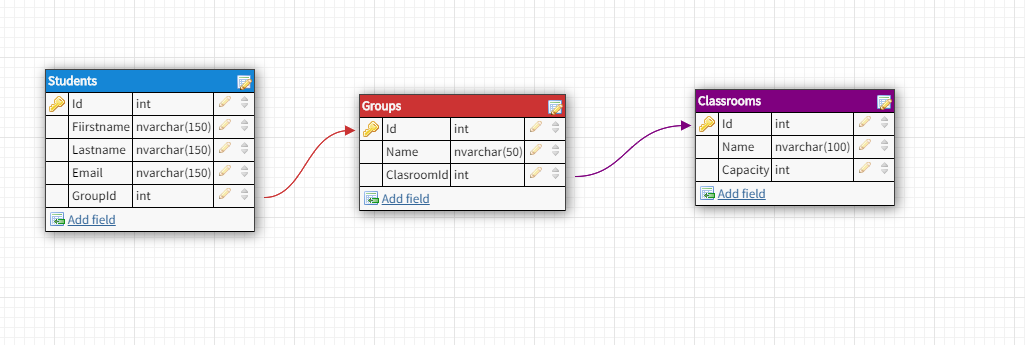 Students
Id int
Fiirstname nvarchar(150)
Lastname nvarchar(150)
Email nvarchar(150)
GroupId int
Add field
Groups
Id int
Name nvarchar(50)
ClasroomId int
Add field
Classrooms
Id int
Name nvarchar(100)
Capacity int
Add field